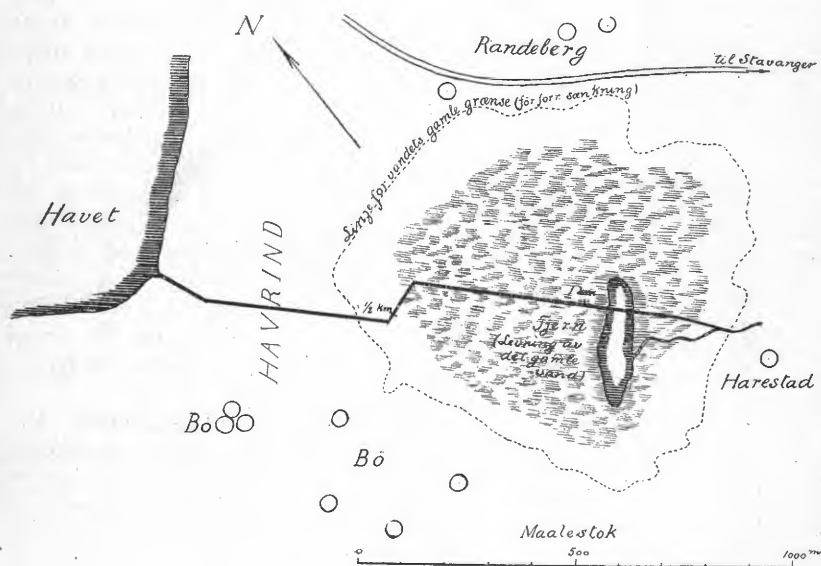 N
Randeberg
til Stavanger
Linje for vandets gamle grænse (för forr. sænkning)
Havet
HAVRIND
½ km
1 km
Tjern
(Levning av
det gamle
vand)
Harestad
Bö
Bö
Maalestok
0 500 1000 m